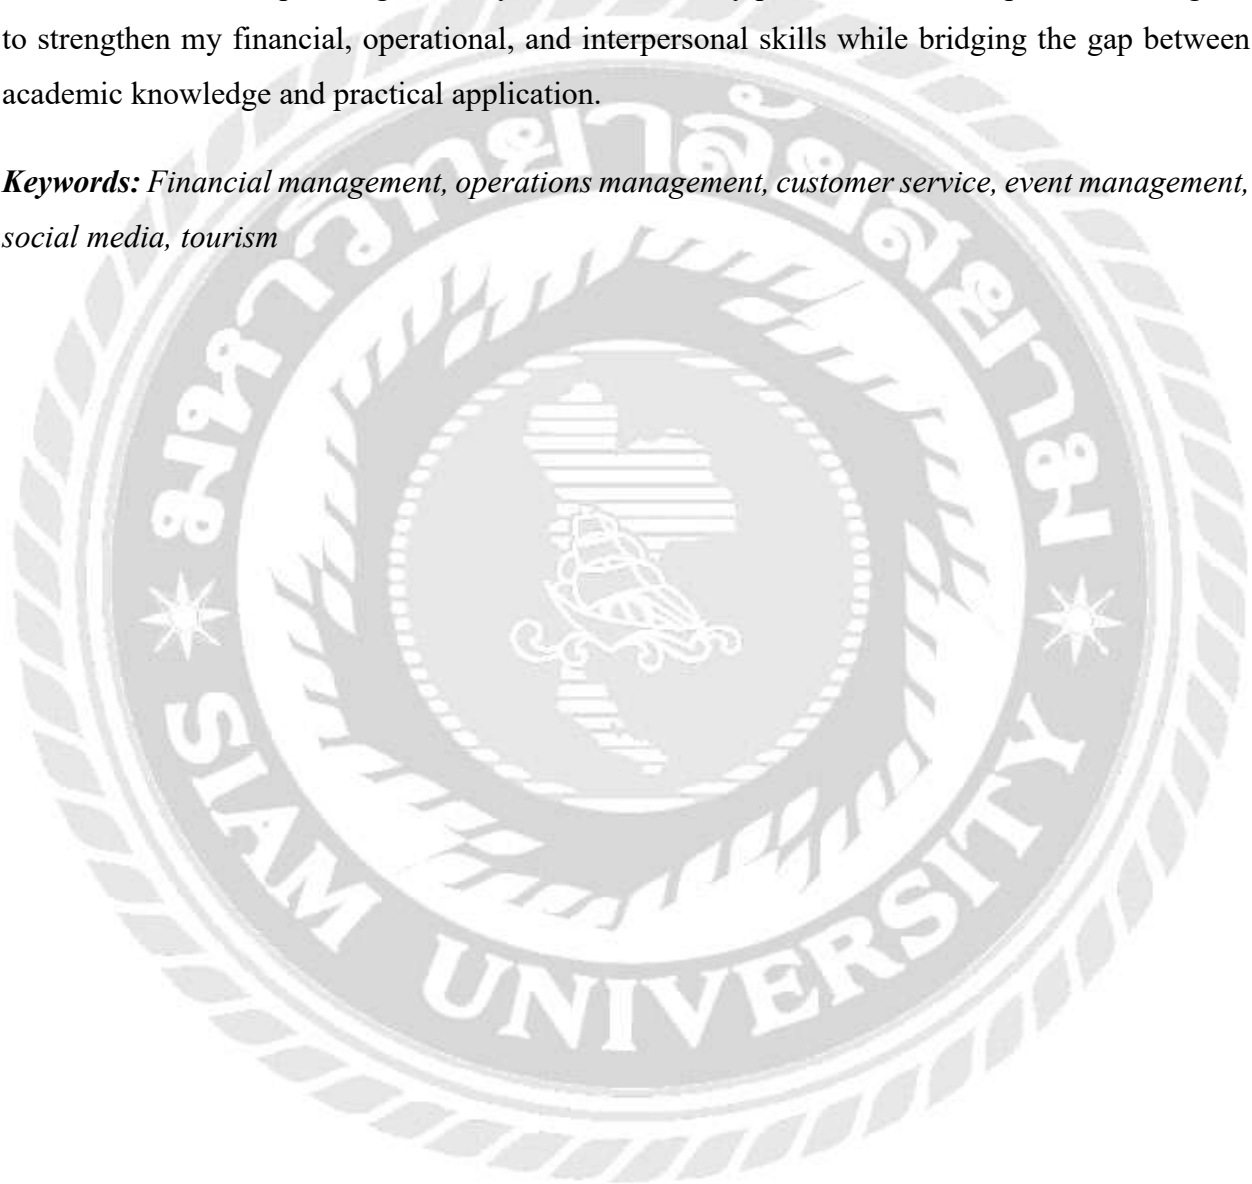 to strengthen my financial, operational, and interpersonal skills while bridging the gap between
academic knowledge and practical application.
Keywords: Financial management, operations management, customer service, event management,
social media, tourism
มหาวิทยาลัยสยาม
SIAM UNIVERSITY